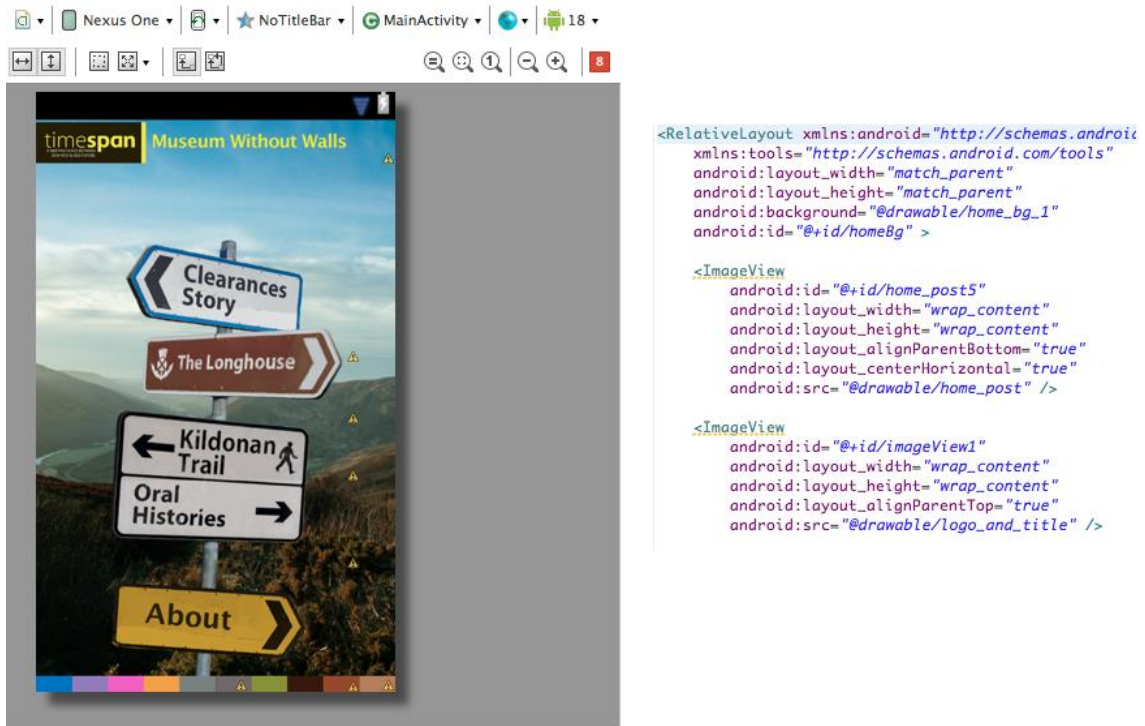 Nexus One
NoTitleBar
MainActivity
18
1
8
timespan
Museum Without Walls
Clearances
Story
The Longhouse
Kildonan
Trail
Oral
Histories
About
<RelativeLayout xmlns:android="http://schemas.androi
xmlns:tools="http://schemas.android.com/tools"
android:layout_width="match_parent"
android:layout_height="match_parent"
android:background="@drawable/home_bg_1"
android:id="@+id/homeBg" >
<ImageView
android:id="@+id/home_post5"
android:layout_width="wrap_content"
android:layout_height="wrap_content"
android:layout_alignParentBottom="true"
android:layout_centerHorizontal="true"
android:src="@drawable/home_post" />
<ImageView
android:id="@+id/imageView1"
android:layout_width="wrap_content"
android:layout_height="wrap_content"
android:layout_alignParentTop="true"
android:src="@drawable/logo_and_title" />